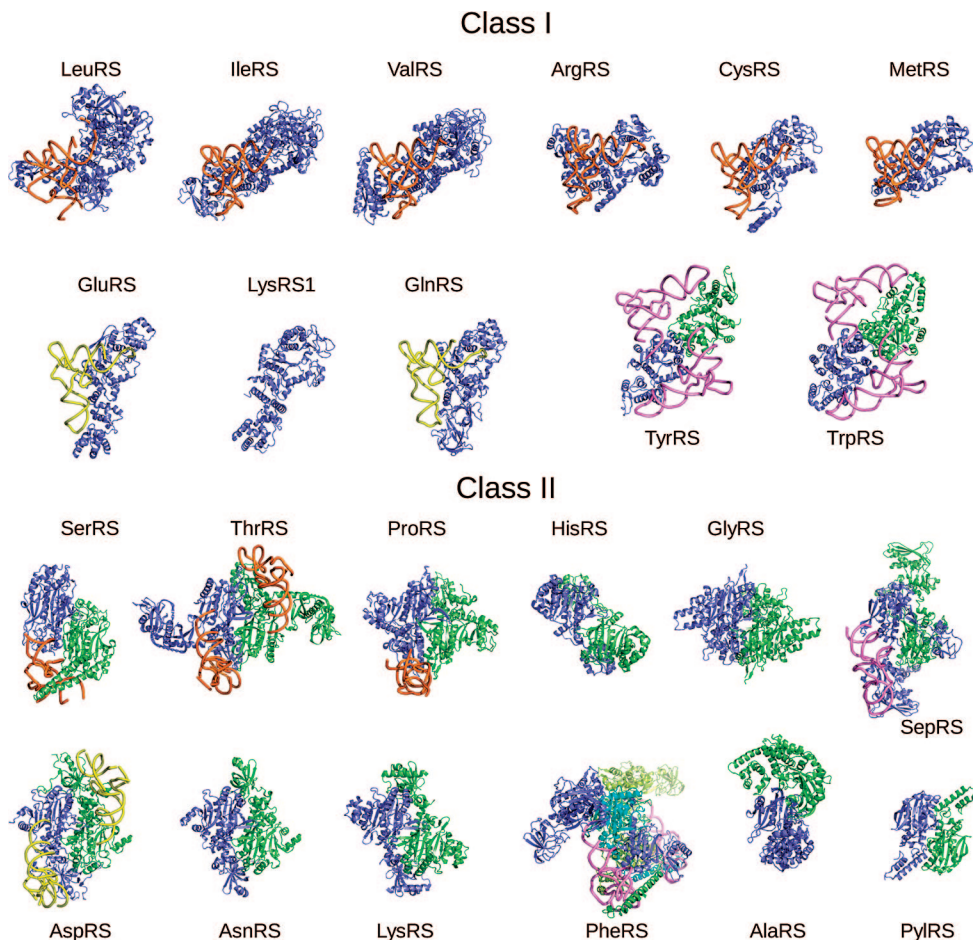 Class I
LeuRS IleRS ValRS ArgRS CysRS MetRS
GluRS LysRS1 GlnRS
TyrRS TrpRS
Class II
SerRS ThrRS ProRS HisRS GlyRS
SepRS
AspRS AsnRS LysRS PheRS AlaRS PylRS